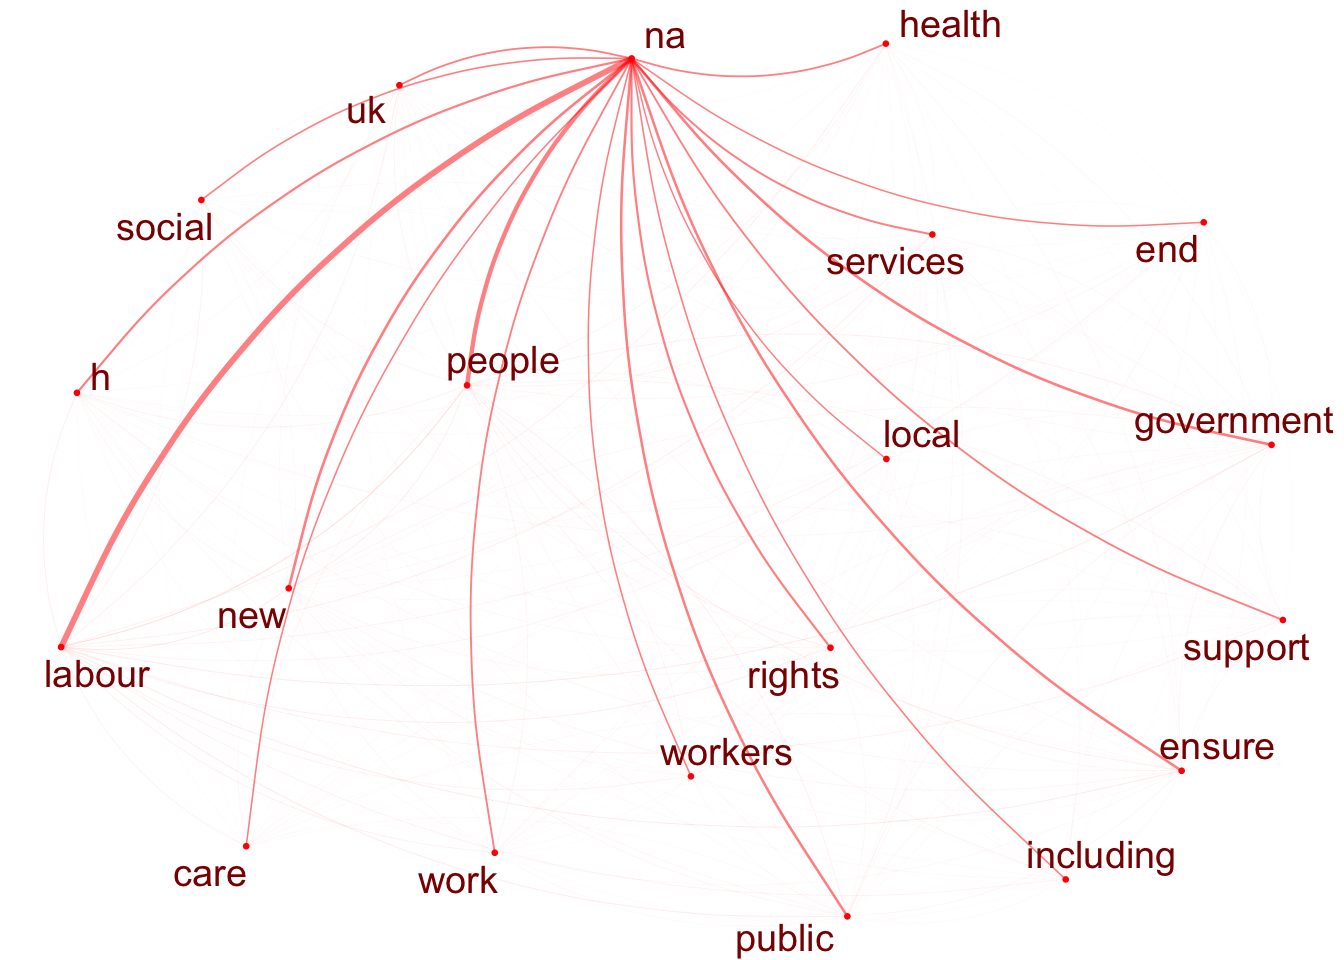 health
na
uk
social
end
services
people
h
government
local
new
support
labour
rights
ensure
workers
including
care
work
public